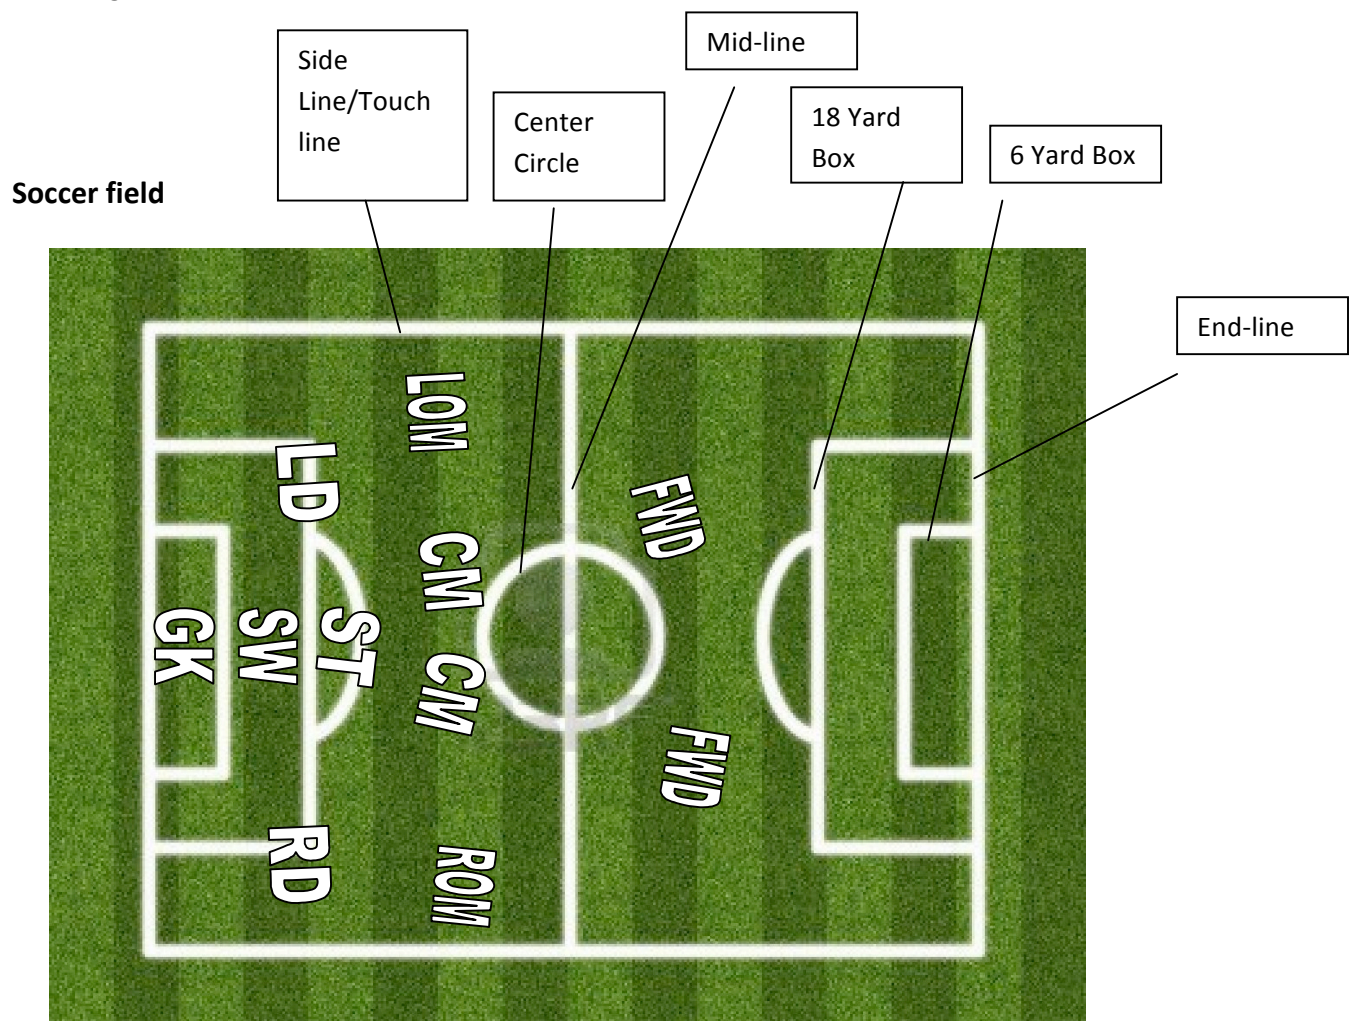 Mid-line
Side
Line/Touch
line
Center
Circle
18 Yard
Box
6 Yard Box
Soccer field
End-line
LOM
LD
FWD
CM
GK
SW
ST
CM
FWD
RD
ROM